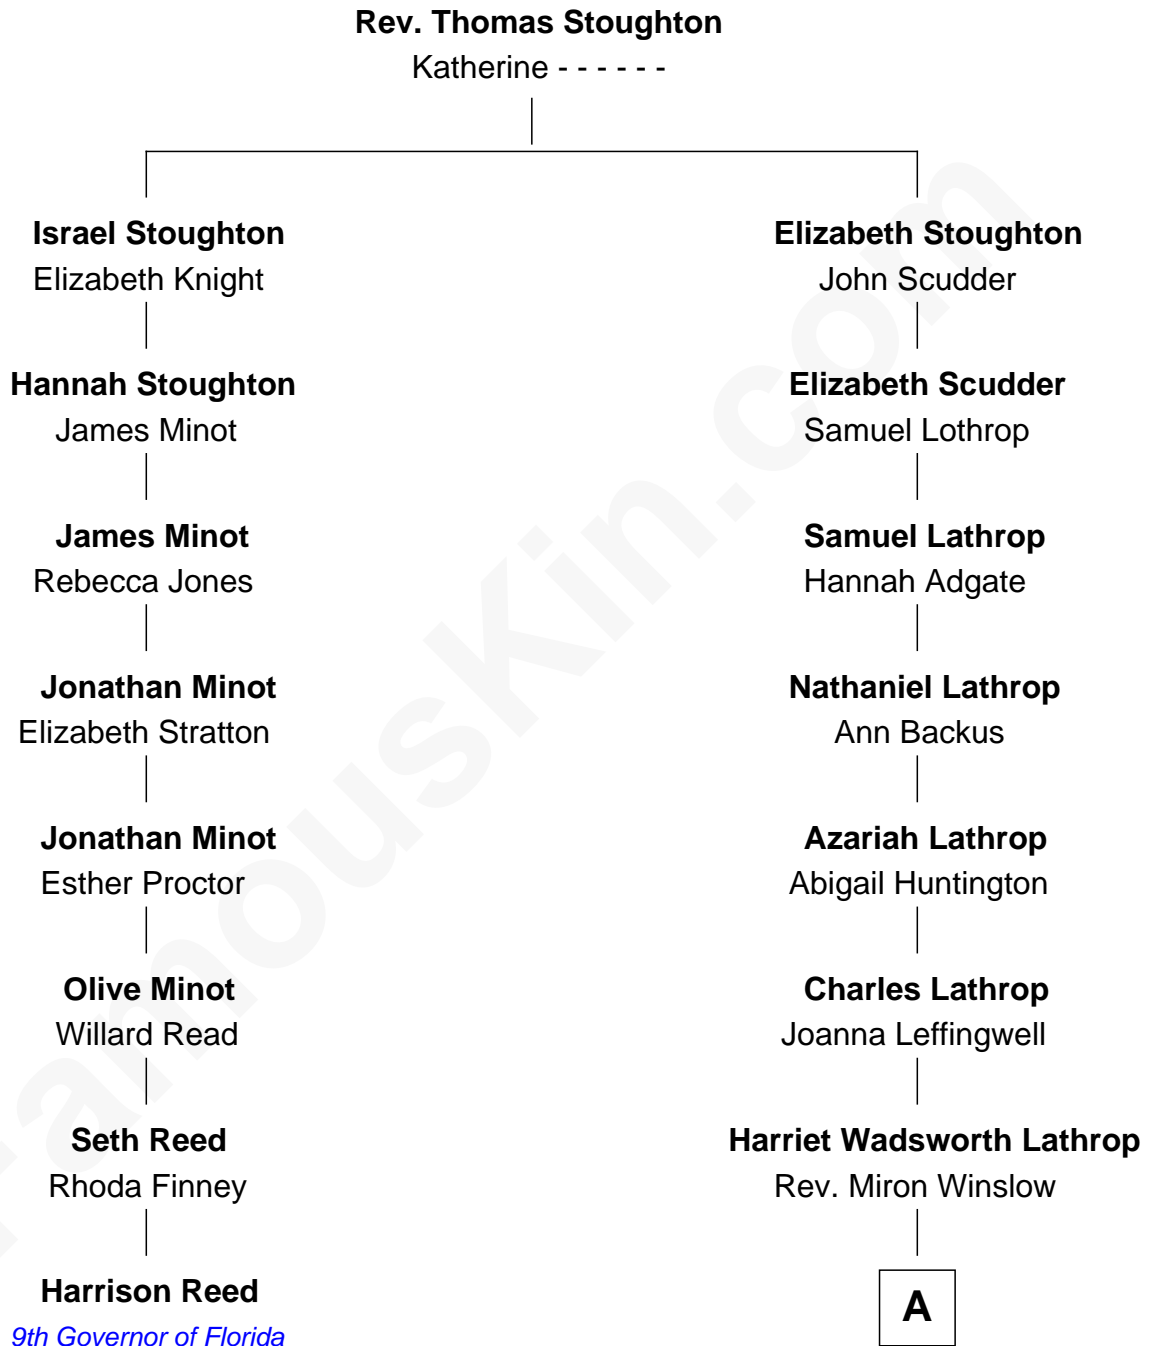 Rev. Thomas Stoughton
Katherine - - - - - -
Israel Stoughton
Elizabeth Knight
Elizabeth Stoughton
John Scudder
Hannah Stoughton
James Minot
Elizabeth Scudder
Samuel Lothrop
James Minot
Rebecca Jones
Samuel Lathrop
Hannah Adgate
Jonathan Minot
Elizabeth Stratton
Nathaniel Lathrop
Ann Backus
Jonathan Minot
Esther Proctor
Azariah Lathrop
Abigail Huntington
Olive Minot
Willard Read
Charles Lathrop
Joanna Leffingwell
Seth Reed
Rhoda Finney
Harriet Wadsworth Lathrop
Rev. Miron Winslow
Harrison Reed
9th Governor of Florida
A
FamousKin.com